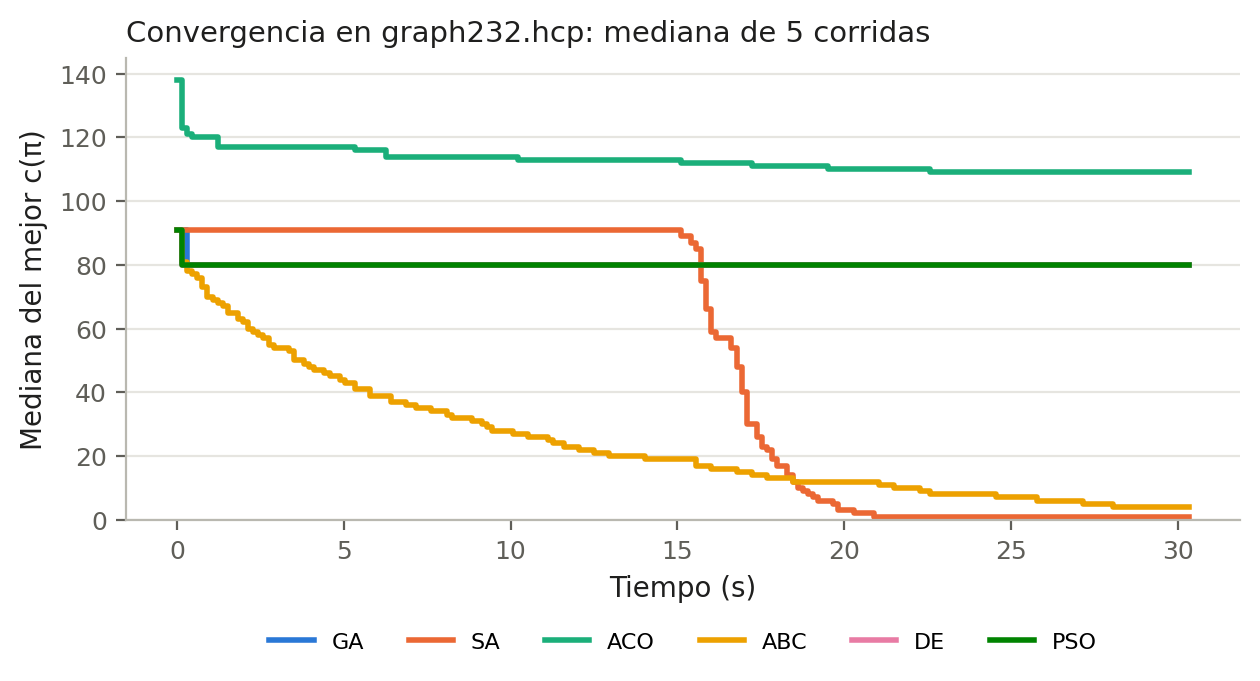 Convergencia en graph232.hcp: mediana de 5 corridas
Mediana del mejor c(π)
140
120
100
80
60
40
20
0
0 5 10 15 20 25 30
Tiempo (s)
GA SA ACO ABC DE PSO